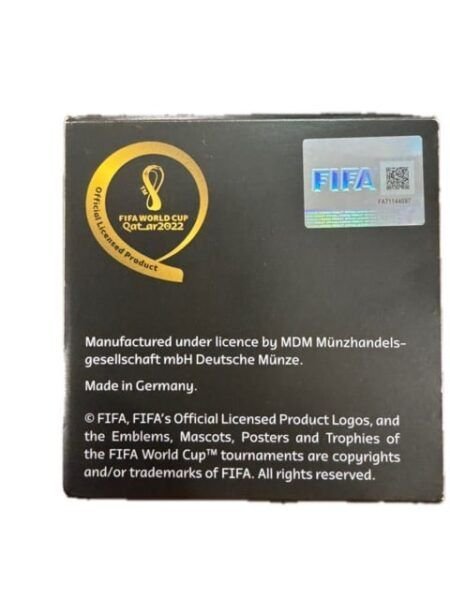 Official Licensed Product
TM
FIFA WORLD CUP
Qat_ar2022
FIFA
Manufactured under licence by MDM Münzhandels-
gesellschaft mbH Deutsche Münze.
Made in Germany.
© FIFA, FIFA's Official Licensed Product Logos, and
the Emblems, Mascots, Posters and Trophies of
the FIFA World Cup™ tournaments are copyrights
and/or trademarks of FIFA. All rights reserved.